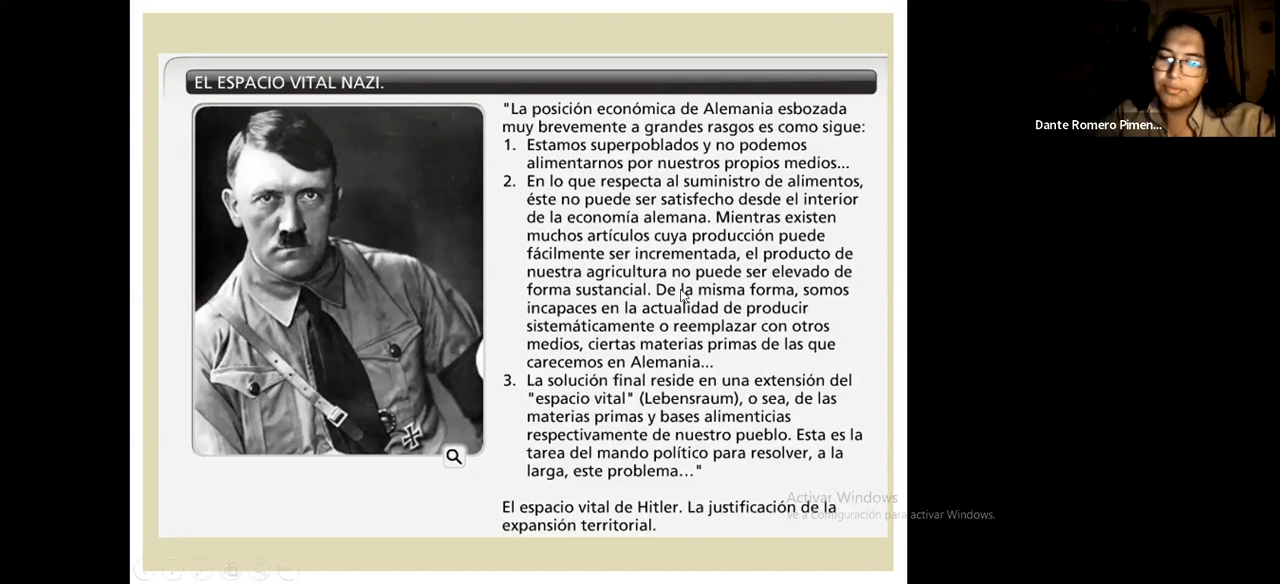 EL ESPACIO VITAL NAZI.
"La posición económica de Alemania esbozada
muy brevemente a grandes rasgos es como sigue:
1. Estamos superpoblados y no podemos
alimentarnos por nuestros propios medios...
2. En lo que respecta al suministro de alimentos,
éste no puede ser satisfecho desde el interior
de la economía alemana. Mientras existen
muchos artículos cuya producción puede
fácilmente ser incrementada, el producto de
nuestra agricultura no puede ser elevado de
forma sustancial. De la misma forma, somos
incapaces en la actualidad de producir
sistemáticamente o reemplazar con otros
medios, ciertas materias primas de las que
carecemos en Alemania...
3. La solución final reside en una extensión del
"espacio vital" (Lebensraum), o sea, de las
materias primas y bases alimenticias
respectivamente de nuestro pueblo. Esta es la
tarea del mando político para resolver, a la
larga, este problema..."
El espacio vital de Hitler. La justificación de la
expansión territorial.
Activar Windows
Ve a Configuración para activar Windows.
Dante Romero Pimen...